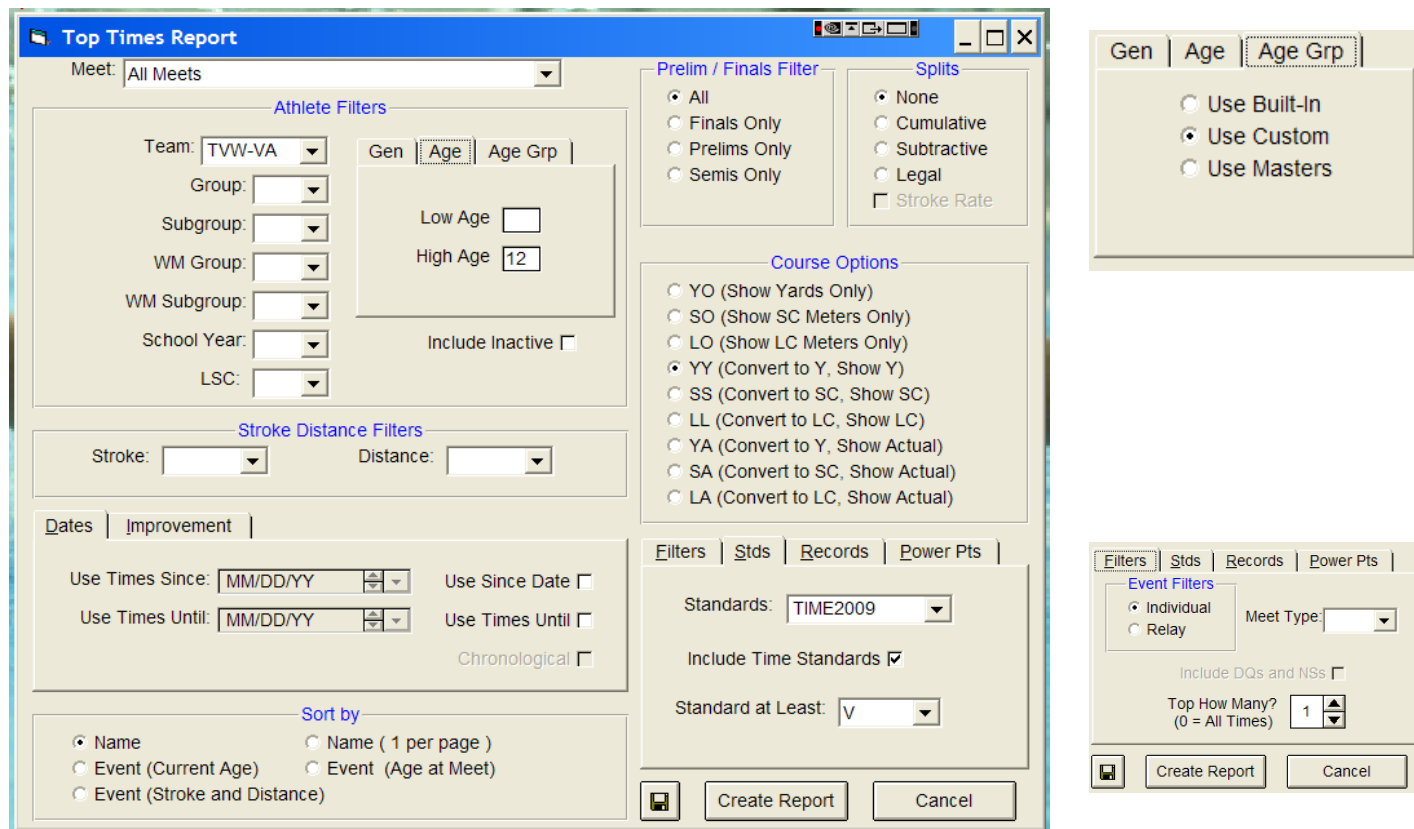 Top Times Report
Meet: All Meets
Athlete Filters
Team: TVW-VA
Group:
Subgroup:
WM Group:
WM Subgroup:
School Year:
LSC:
Gen Age Age Grp
Low Age
High Age 12
Include Inactive
Stroke Distance Filters
Stroke: Distance:
Dates Improvement
Use Times Since: MM/DD/YY Use Since Date
Use Times Until: MM/DD/YY Use Times Until
Chronological
Sort by
Name Name ( 1 per page )
Event (Current Age) Event (Age at Meet)
Event (Stroke and Distance)
Prelim / Finals Filter
All
Finals Only
Prelims Only
Semis Only
Splits
None
Cumulative
Subtractive
Legal
Stroke Rate
Course Options
YO (Show Yards Only)
SO (Show SC Meters Only)
LO (Show LC Meters Only)
YY (Convert to Y, Show Y)
SS (Convert to SC, Show SC)
LL (Convert to LC, Show LC)
YA (Convert to Y, Show Actual)
SA (Convert to SC, Show Actual)
LA (Convert to LC, Show Actual)
Filters Stds Records Power Pts
Standards: TIME2009
Include Time Standards
Standard at Least: V
Create Report Cancel
Gen Age Age Grp
Use Built-In
Use Custom
Use Masters
Filters Stds Records Power Pts
Event Filters
Individual
Relay
Meet Type:
Include DQs and NSs
Top How Many? 1
(0 = All Times)
Create Report Cancel